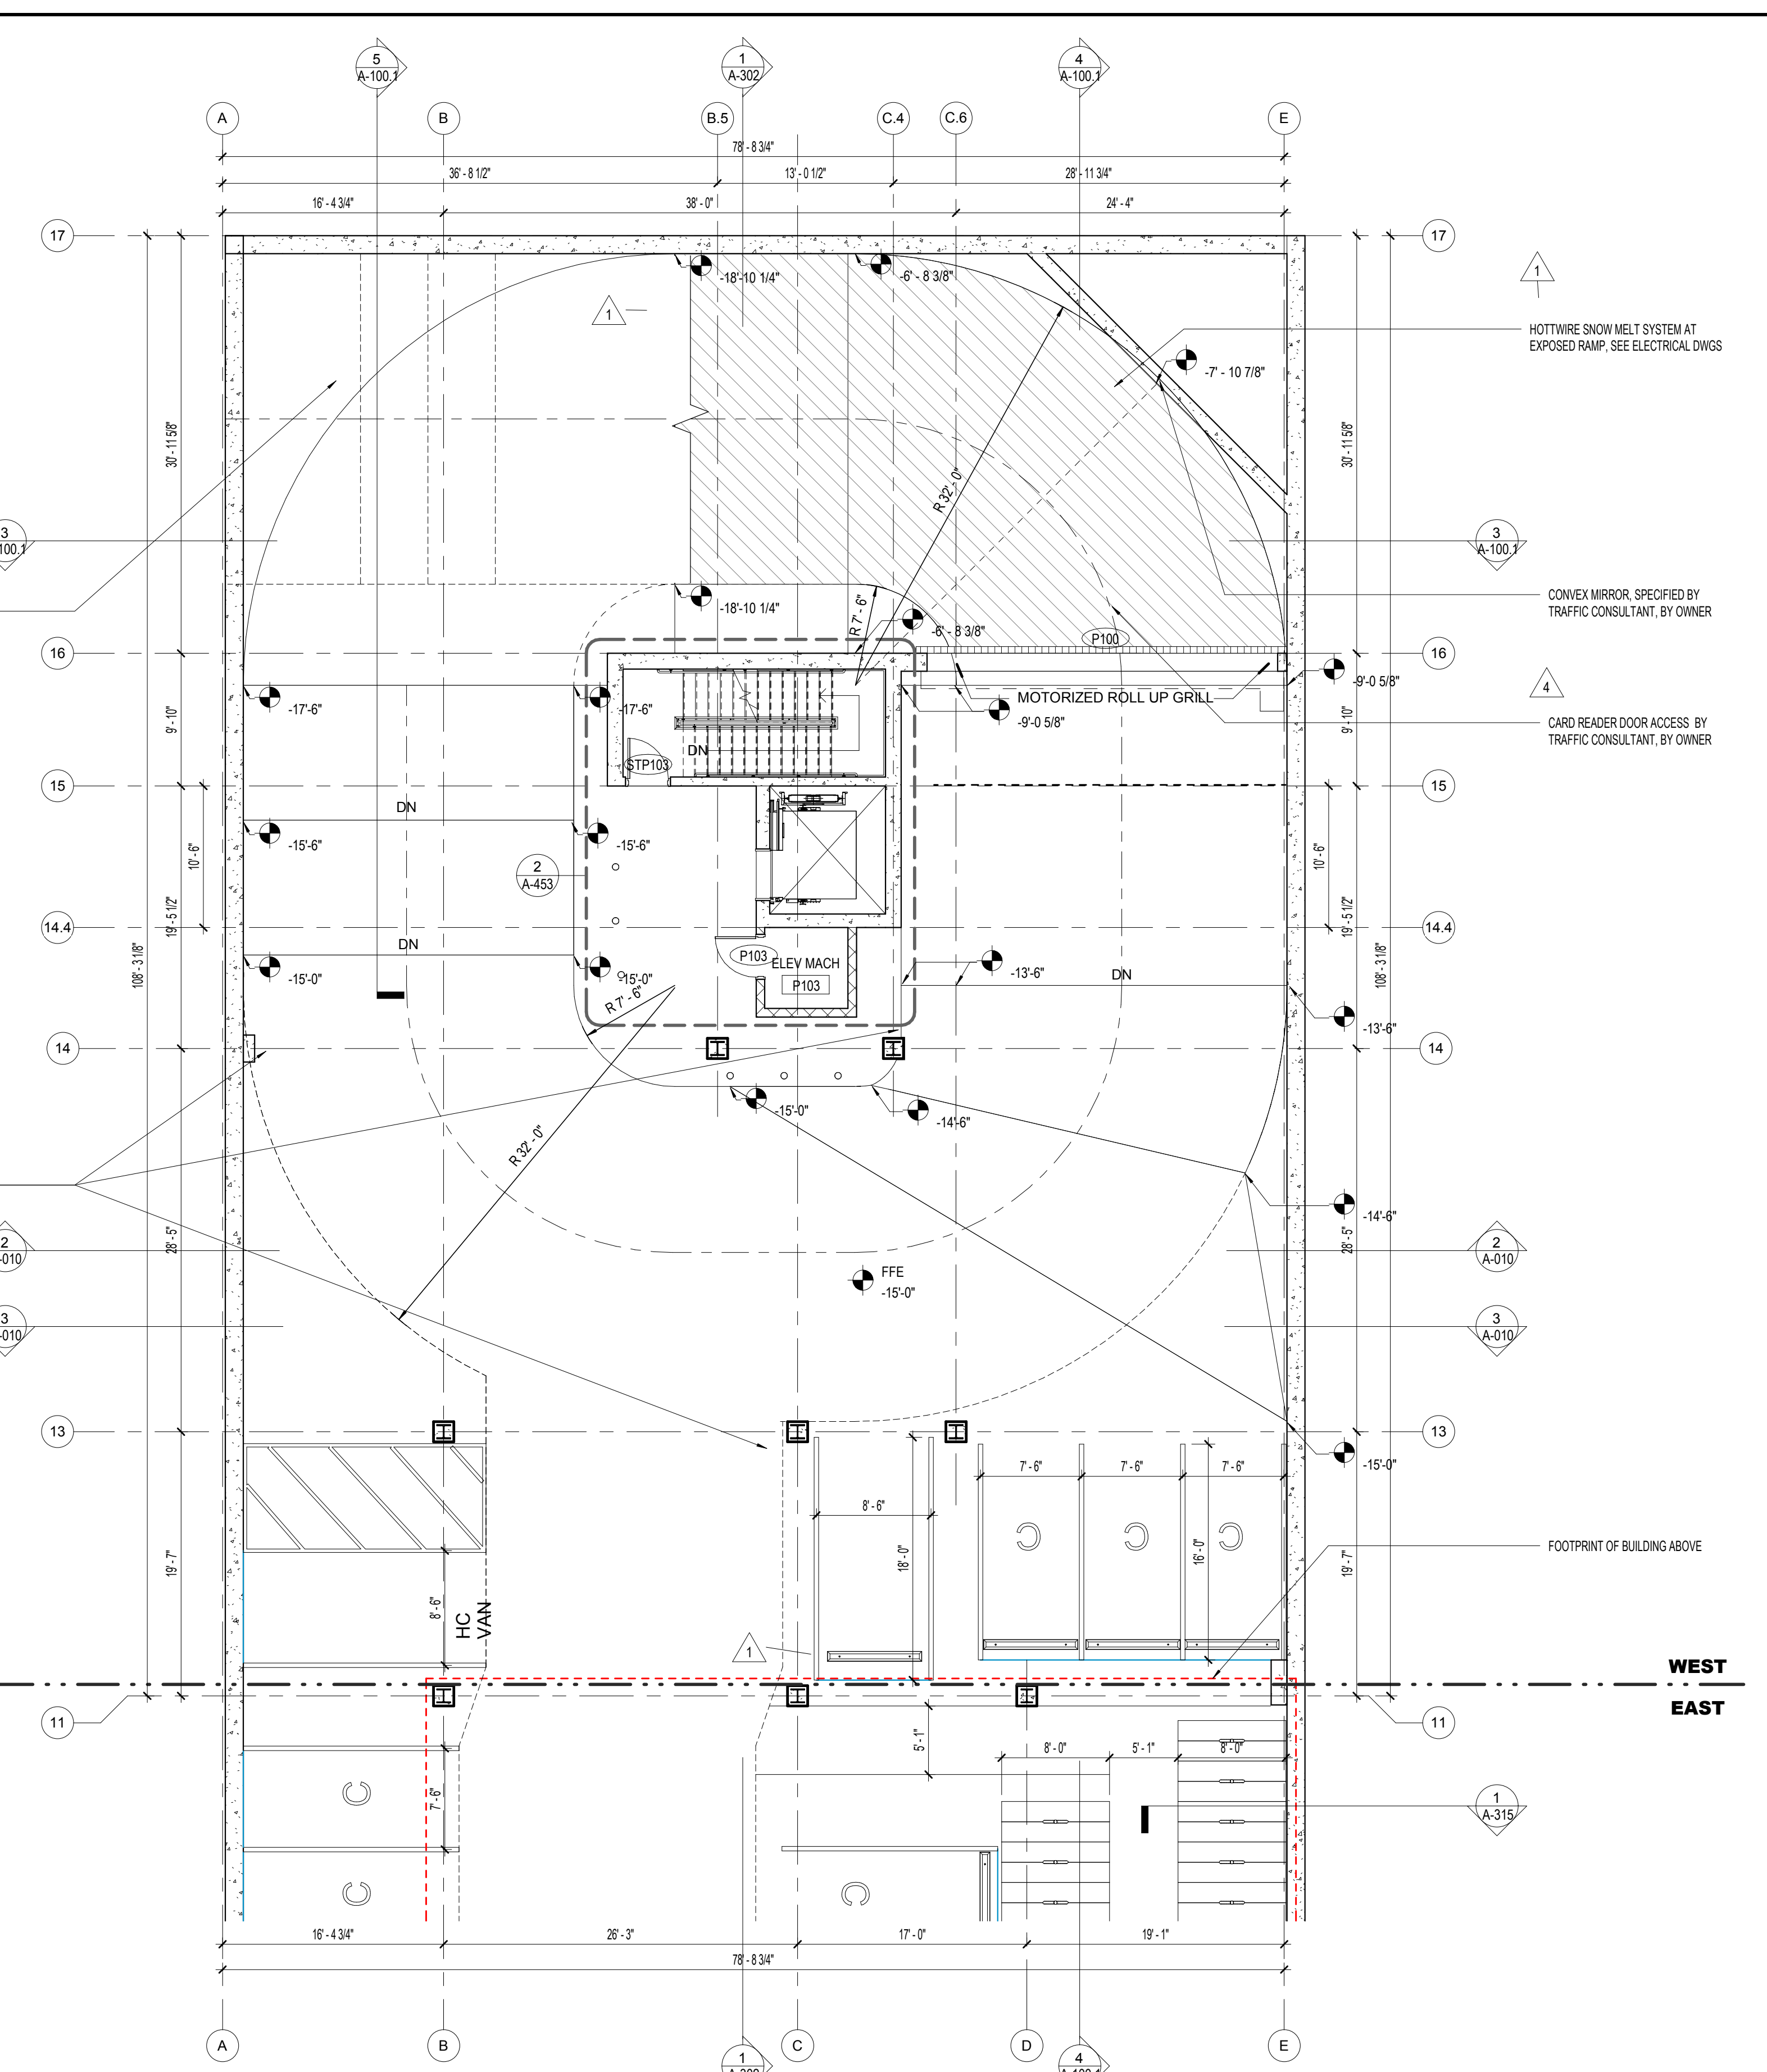 5
A-100.1
1
A-302
4
A-100.1
A
B
B.5
C.4
C.6
E
78' - 8 3/4"
36' - 8 1/2"
13' - 0 1/2"
28' - 11 3/4"
16' - 4 3/4"
38' - 0"
24' - 4"
17
17
-18'-10 1/4"
-6' - 8 3/8"
1
1
HOTTWIRE SNOW MELT SYSTEM AT
EXPOSED RAMP, SEE ELECTRICAL DWGS
-7' - 10 7/8"
30' - 11 5/8"
30' - 11 5/8"
R 32' - 0"
3
100.1
3
A-100.1
CONVEX MIRROR, SPECIFIED BY
TRAFFIC CONSULTANT, BY OWNER
-18'-10 1/4"
R 7' - 6"
-6' - 8 3/8"
P100
16
16
-9'-0 5/8"
4
-17'-6"
-17'-6"
MOTORIZED ROLL UP GRILL
-9'-0 5/8"
9' - 10"
9' - 10"
CARD READER DOOR ACCESS BY
TRAFFIC CONSULTANT, BY OWNER
DN
STP103
15
15
DN
-15'-6"
-15'-6"
10' - 6"
10' - 6"
2
A-453
19' - 5 1/2"
19' - 5 1/2"
14.4
14.4
DN
P103
ELEV MACH
P103
-15'-0"
-15'-0"
-13'-6"
DN
108' - 3 1/8"
108' - 3 1/8"
R 7' - 6"
-13'-6"
14
14
-15'-0"
-14'-6"
R 32' - 0"
-14'-6"
28' - 5"
28' - 5"
2
-010
2
A-010
FFE
-15'-0"
3
-010
3
A-010
13
13
-15'-0"
7' - 6"
7' - 6"
7' - 6"
8' - 6"
C
C
C
18' - 0"
16' - 0"
FOOTPRINT OF BUILDING ABOVE
19' - 7"
19' - 7"
8' - 6"
HC
VAN
1
WEST
EAST
11
11
5' - 1"
8' - 0"
5' - 1"
8' - 0"
C
7' - 6"
1
A-315
C
C
16' - 4 3/4"
26' - 3"
17' - 0"
19' - 1"
78' - 8 3/4"
A
B
C
D
E
1
4